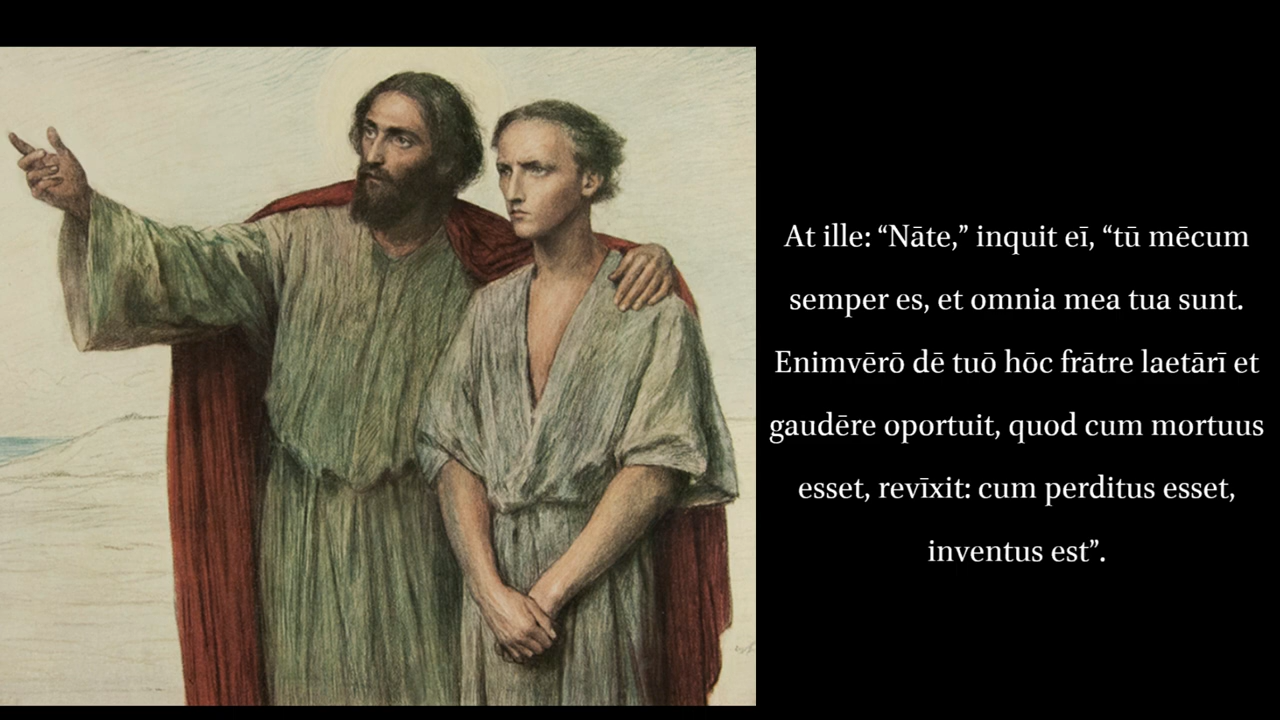 At ille: “Nāte,” inquit eī, “tū mēcum
semper es, et omnia mea tua sunt.
Enimvērō dē tuō hōc frātre laetārī et
gaudēre oportuit, quod cum mortuus
esset, revīxit: cum perditus esset,
inventus est”.